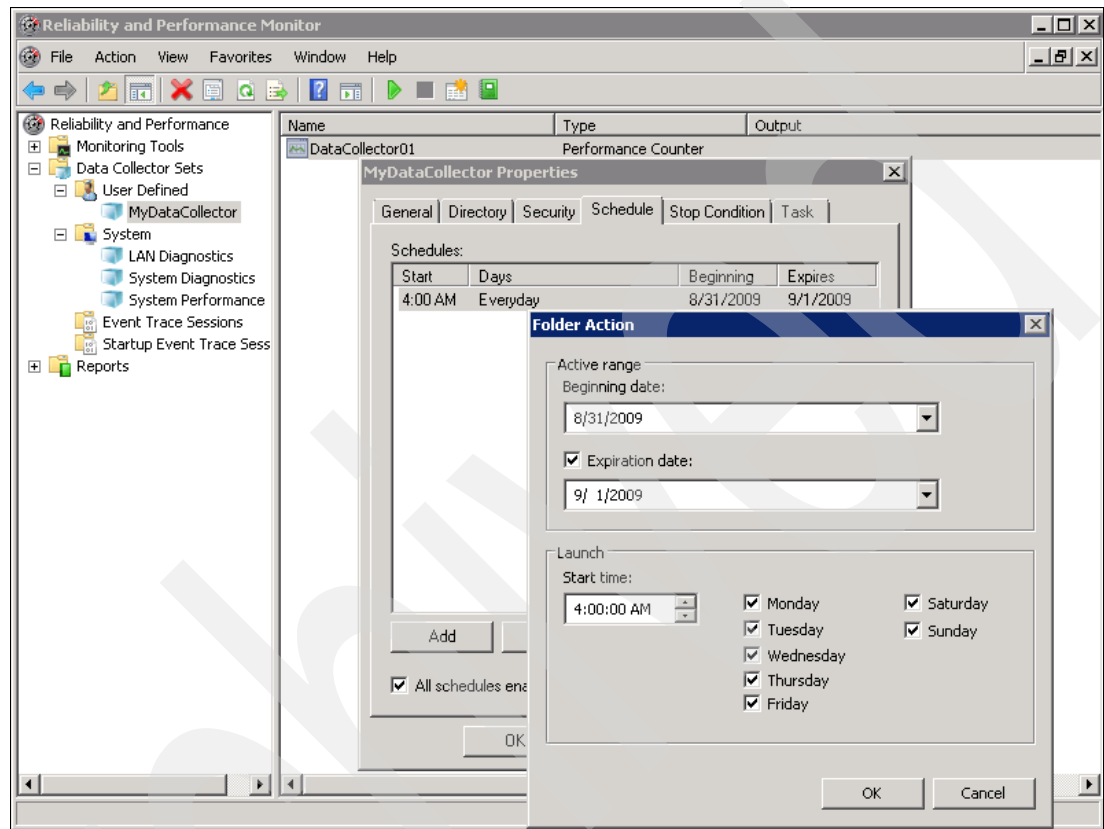 Reliability and Performance Monitor
File Action View Favorites Window Help
Reliability and Performance
Monitoring Tools
Data Collector Sets
User Defined
MyDataCollector
System
LAN Diagnostics
System Diagnostics
System Performance
Event Trace Sessions
Startup Event Trace Sess
Reports
Name Type Output
DataCollector01 Performance Counter
MyDataCollector Properties
General Directory Security Schedule Stop Condition Task
Schedules:
Start Days Beginning Expires
4:00 AM Everyday 8/31/2009 9/1/2009
Add
All schedules ena
OK
Folder Action
Active range
Beginning date:
8/31/2009
Expiration date:
9/ 1/2009
Launch
Start time:
4:00:00 AM
Monday
Tuesday
Wednesday
Thursday
Friday
Saturday
Sunday
OK Cancel